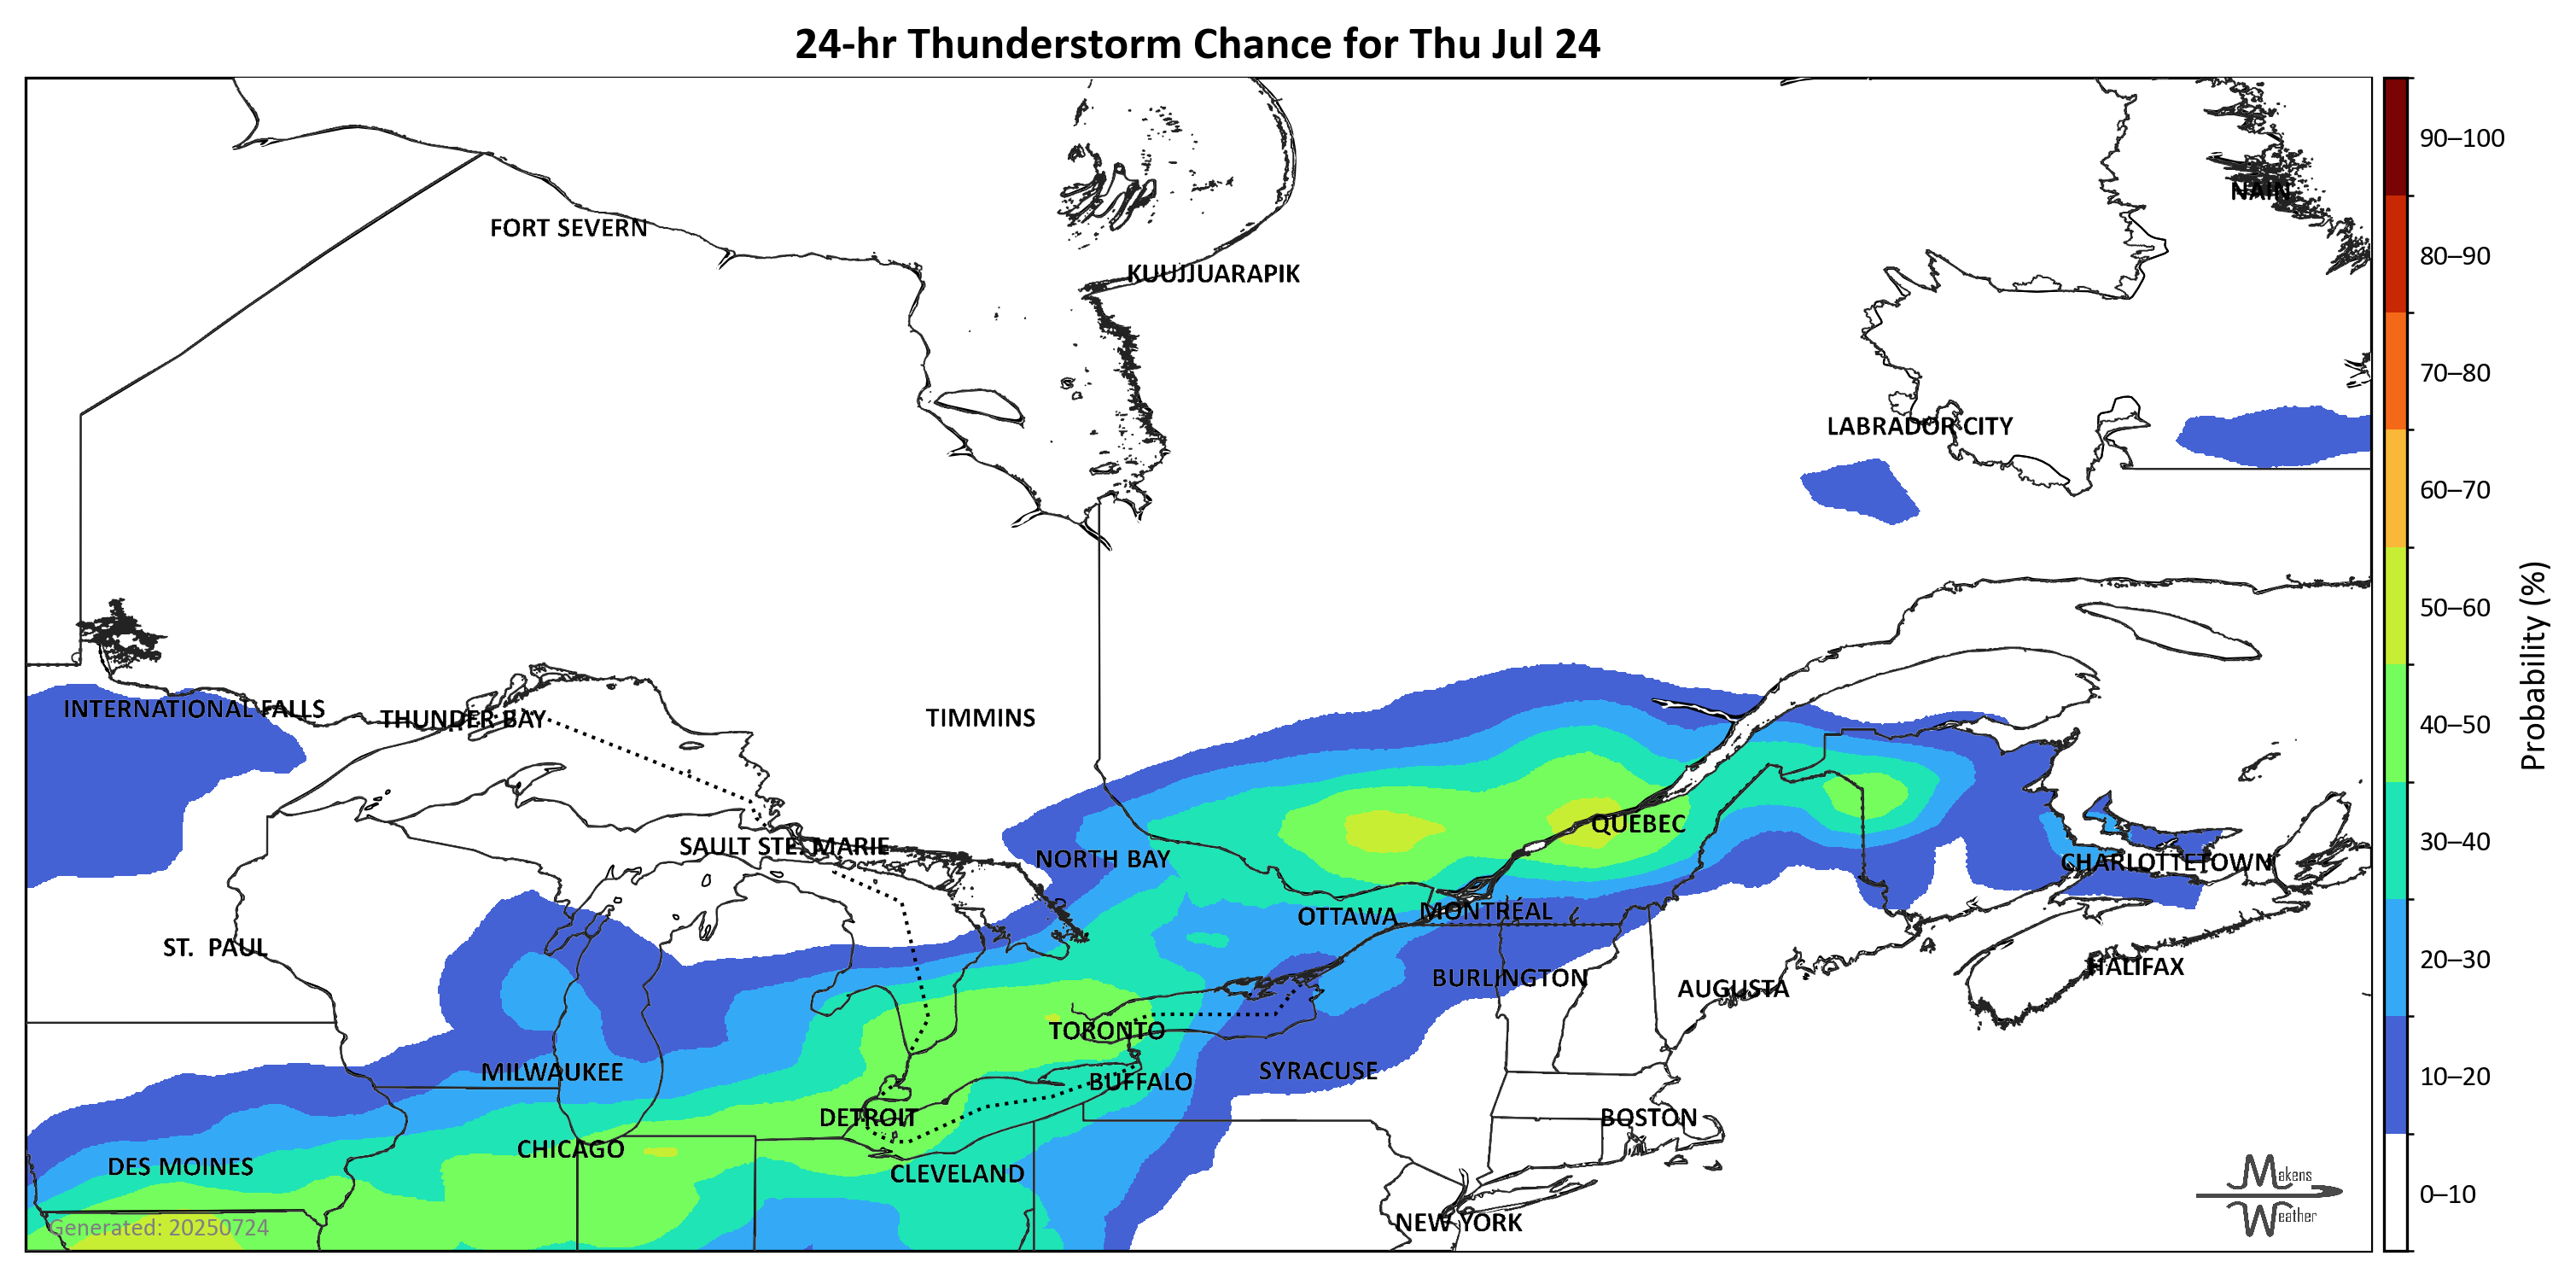 24-hr Thunderstorm Chance for Thu Jul 24
NAIN
FORT SEVERN
KUUJJUARAPIK
LABRADOR CITY
INTERNATIONAL FALLS
THUNDER BAY
TIMMINS
QUEBEC
SAULT STE. MARIE
NORTH BAY
CHARLOTTETOWN
OTTAWA
MONTRÉAL
ST. PAUL
HALIFAX
BURLINGTON
AUGUSTA
TORONTO
MILWAUKEE
SYRACUSE
BUFFALO
DETROIT
BOSTON
CHICAGO
DES MOINES
CLEVELAND
NEW YORK
Generated: 20250724
Makens
Weather
90–100
80–90
70–80
60–70
50–60
40–50
30–40
20–30
10–20
0–10
Probability (%)